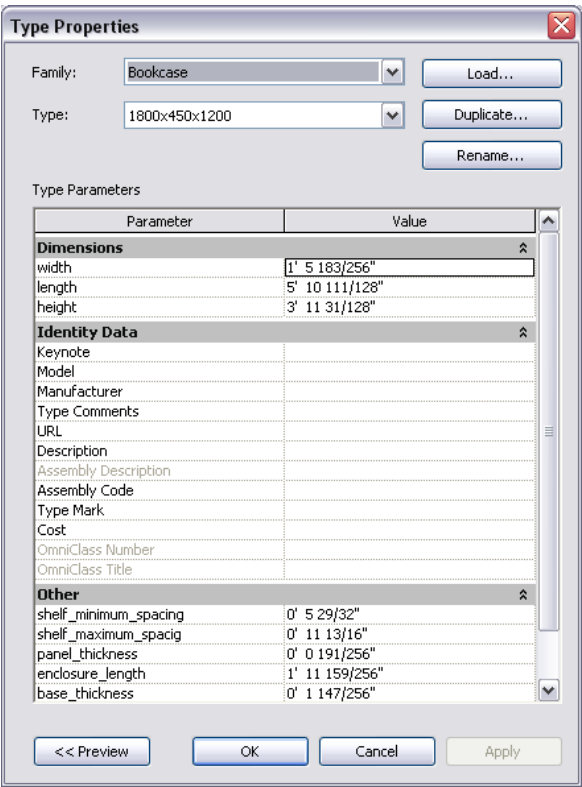 Type Properties
Family: Bookcase Load...
Type: 1800x450x1200 Duplicate...
Rename...
Type Parameters
Parameter Value
Dimensions
width 1' 5 183/256"
length 5' 10 111/128"
height 3' 11 31/128"
Identity Data
Keynote
Model
Manufacturer
Type Comments
URL
Description
Assembly Description
Assembly Code
Type Mark
Cost
OmniClass Number
OmniClass Title
Other
shelf_minimum_spacing 0' 5 29/32"
shelf_maximum_spacig 0' 11 13/16"
panel_thickness 0' 0 191/256"
enclosure_length 1' 11 159/256"
base_thickness 0' 1 147/256"
<< Preview OK Cancel Apply